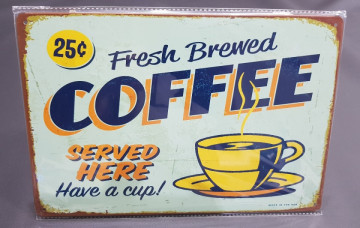 25¢
Fresh Brewed
COFFEE
SERVED
HERE
Have a cup!